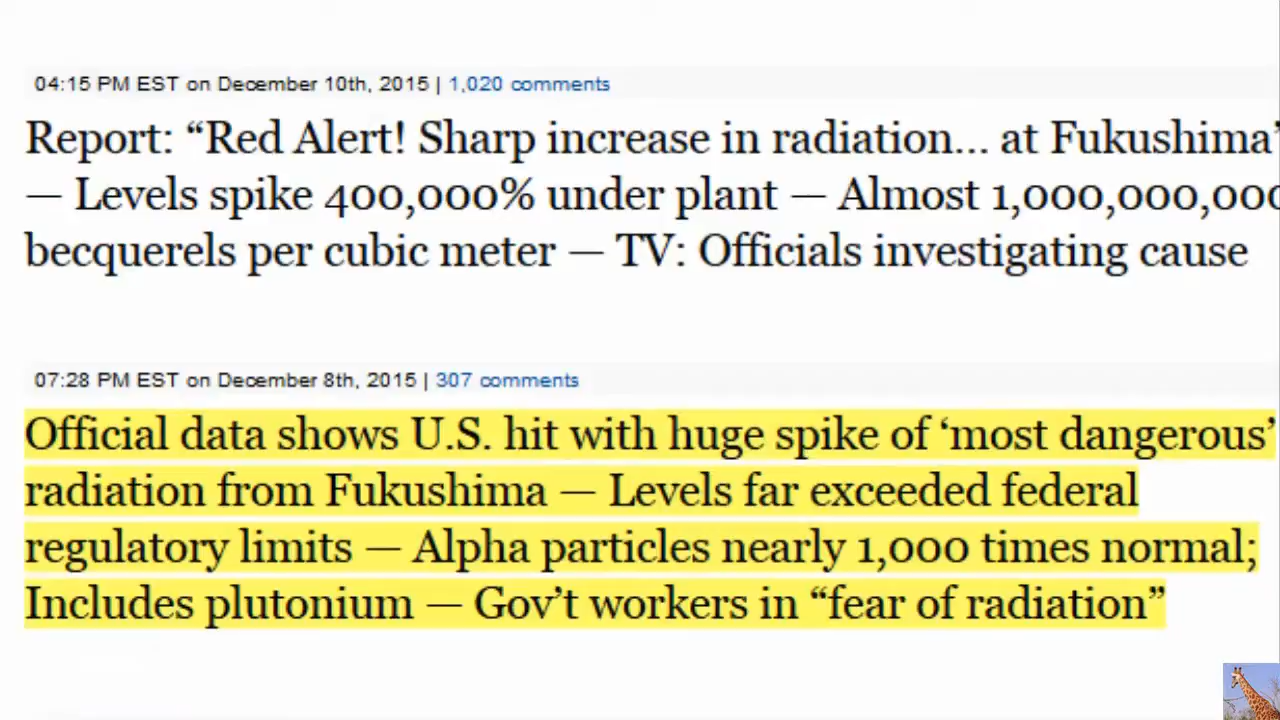 04:15 PM EST on December 10th, 2015 | 1,020 comments
Report: “Red Alert! Sharp increase in radiation… at Fukushima”
— Levels spike 400,000% under plant — Almost 1,000,000,000
becquerels per cubic meter — TV: Officials investigating cause
07:28 PM EST on December 8th, 2015 | 307 comments
Official data shows U.S. hit with huge spike of ‘most dangerous’
radiation from Fukushima — Levels far exceeded federal
regulatory limits — Alpha particles nearly 1,000 times normal;
Includes plutonium — Gov’t workers in “fear of radiation”